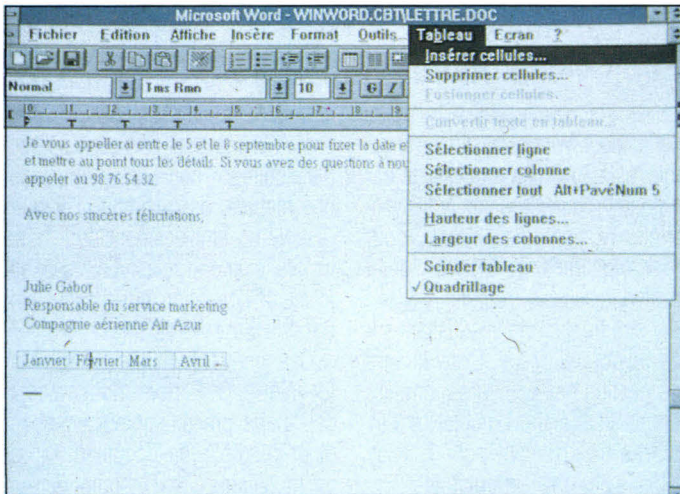 Microsoft Word - WINWORD.CBT\LETTRE.DOC
Fichier Edition Affiche Insère Format Outils Tableau Ecran ?
Normal Tms Rmn 10 G I
Insérer cellules...
Supprimer cellules...
Fusionner cellules
Convertir texte en tableau...
Sélectionner ligne
Sélectionner colonne
Sélectionner tout Alt+PavéNum 5
Hauteur des lignes...
Largeur des colonnes...
Scinder tableau
✓Quadrillage
Je vous appellerai entre le 5 et le 8 septembre pour fixer la date e
et mettre au point tous les détails. Si vous avez des questions à nou
appeler au 98.76.54.32.
Avec nos sincères félicitations,
Julie Gabor
Responsable du service marketing
Compagnie aérienne Air Azur
Janvier Février Mars Avril